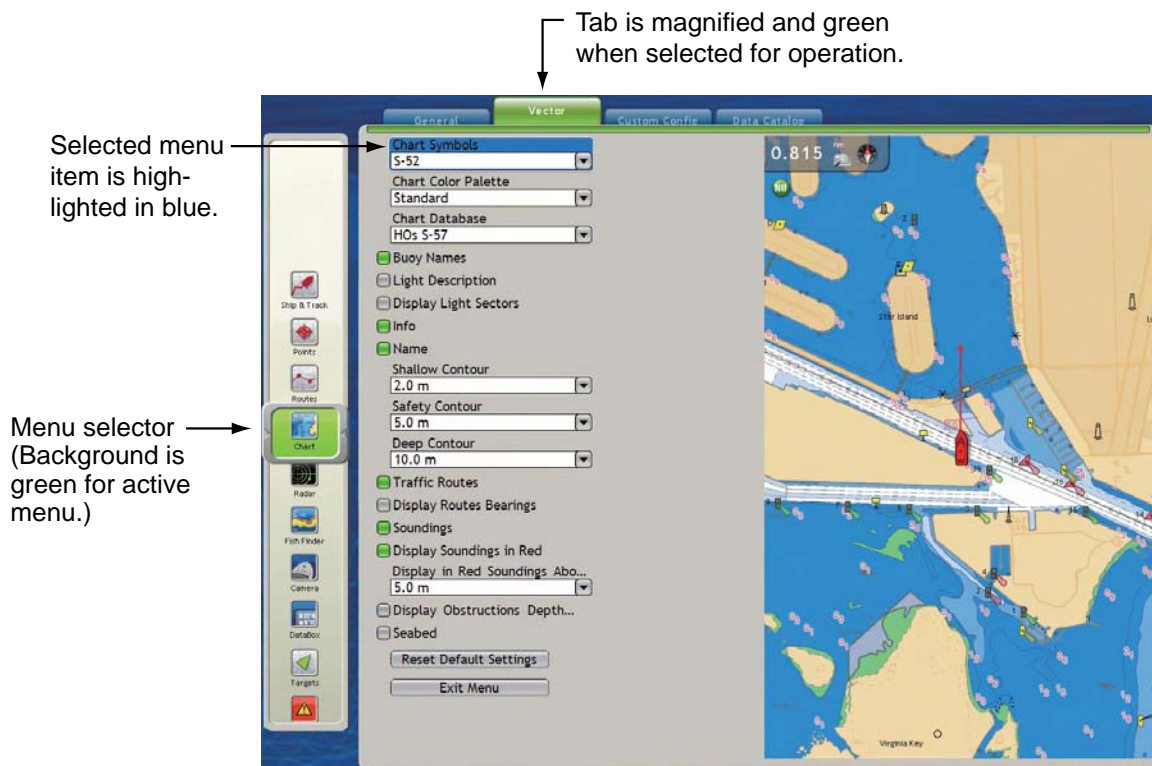 Tab is magnified and green
when selected for operation.
General
Vector
Custom Config
Data Catalog
Selected menu
item is high-
lighted in blue.
Chart Symbols
S-52
Chart Color Palette
Standard
Chart Database
HOs S-57
Buoy Names
Light Description
Display Light Sectors
Info
Name
Shallow Contour
2.0 m
Safety Contour
5.0 m
Deep Contour
10.0 m
Traffic Routes
Display Routes Bearings
Soundings
Display Soundings in Red
Display in Red Soundings Abo...
5.0 m
Display Obstructions Depth...
Seabed
Reset Default Settings
Exit Menu
Menu selector
(Background is
green for active
menu.)
Ship & Track
Points
Routes
Chart
Radar
Fish Finder
Camera
DataBox
Targets
0.815
nm
NU
Star Island
Virginia Key